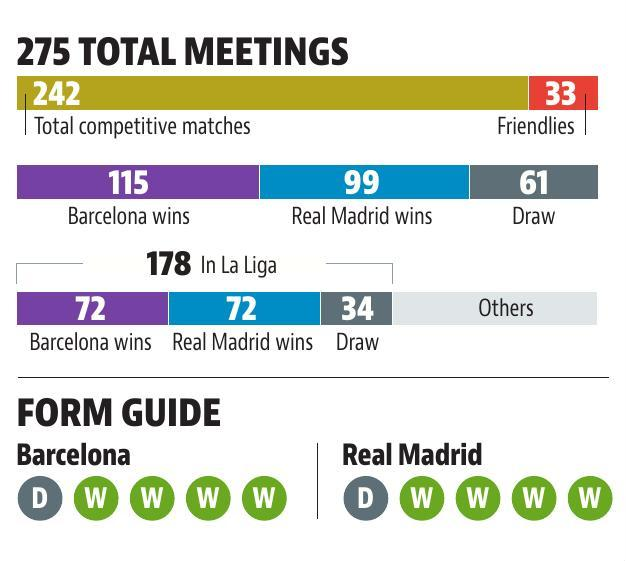 275 TOTAL MEETINGS
242 33
Total competitive matches Friendlies
115 99 61
Barcelona wins Real Madrid wins Draw
178 In La Liga
72 72 34 Others
Barcelona wins Real Madrid wins Draw
FORM GUIDE
Barcelona Real Madrid
D W W W W D W W W W